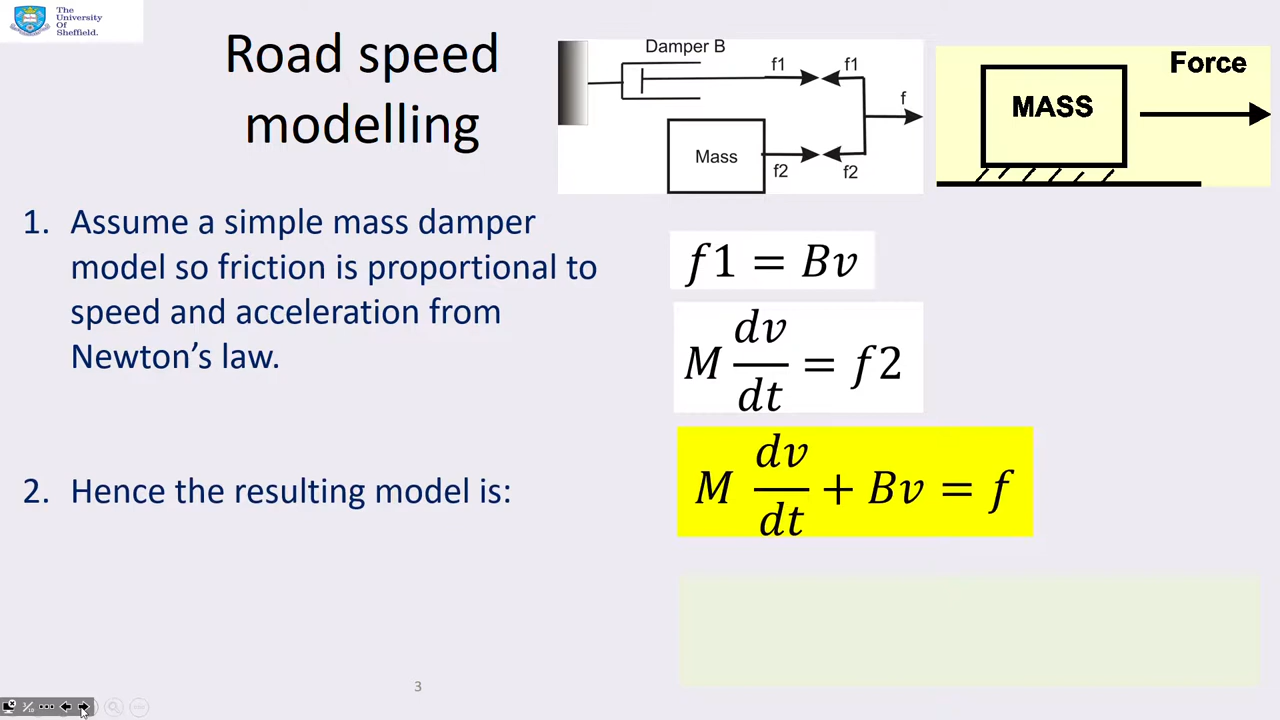 The
University
Of
Sheffield.
Road speed
modelling
Damper B
f1
f1
f
Mass
f2
f2
Force
MASS
1. Assume a simple mass damper
model so friction is proportional to
speed and acceleration from
Newton's law.
f1 = Bv
M dv/dt = f2
2. Hence the resulting model is:
M dv/dt + Bv = f
3